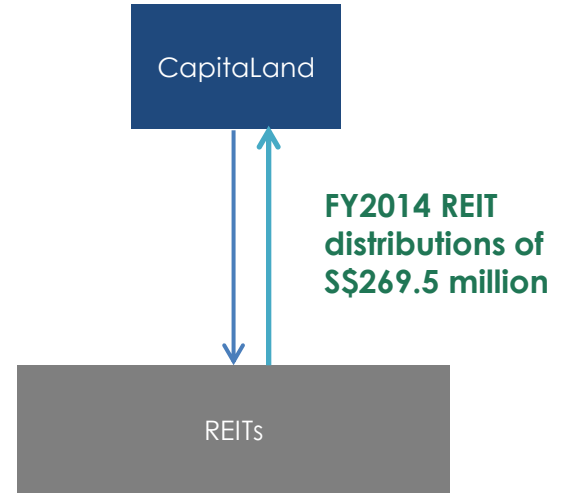 CapitaLand
FY2014 REIT
distributions of
S$269.5 million
REITs